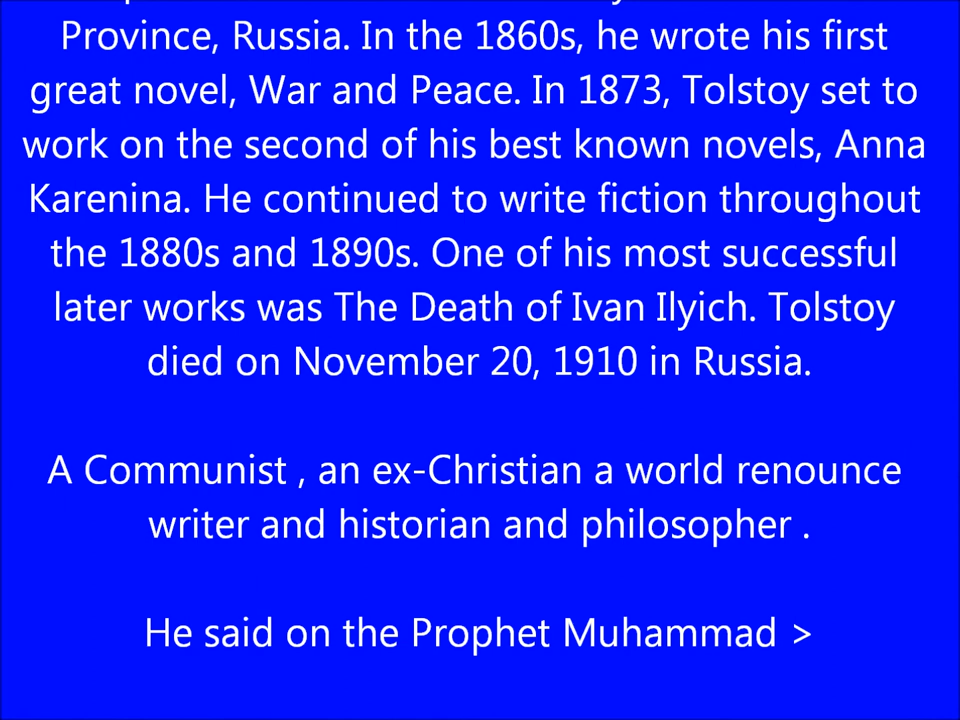 Province, Russia. In the 1860s, he wrote his first
great novel, War and Peace. In 1873, Tolstoy set to
work on the second of his best known novels, Anna
Karenina. He continued to write fiction throughout
the 1880s and 1890s. One of his most successful
later works was The Death of Ivan Ilyich. Tolstoy
died on November 20, 1910 in Russia.
A Communist , an ex-Christian a world renounce
writer and historian and philosopher .
He said on the Prophet Muhammad >